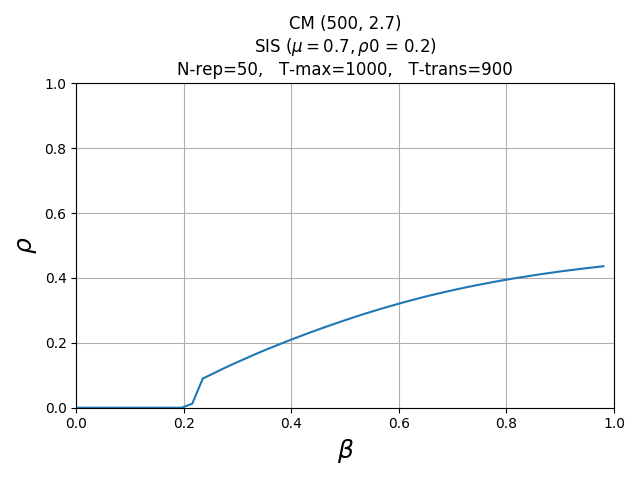 CM (500, 2.7)
SIS (μ = 0.7, ρ0 = 0.2)
N-rep=50,   T-max=1000,   T-trans=900
1.0
0.8
0.6
ρ
0.4
0.2
0.0
0.0 0.2 0.4 0.6 0.8 1.0
β